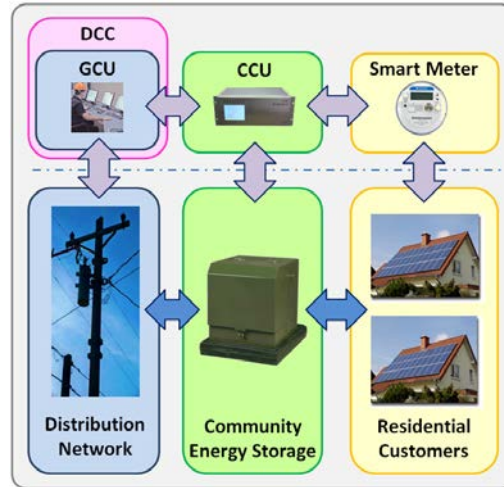 DCC
GCU
CCU
Smart Meter
Distribution
Network
Community
Energy Storage
Residential
Customers